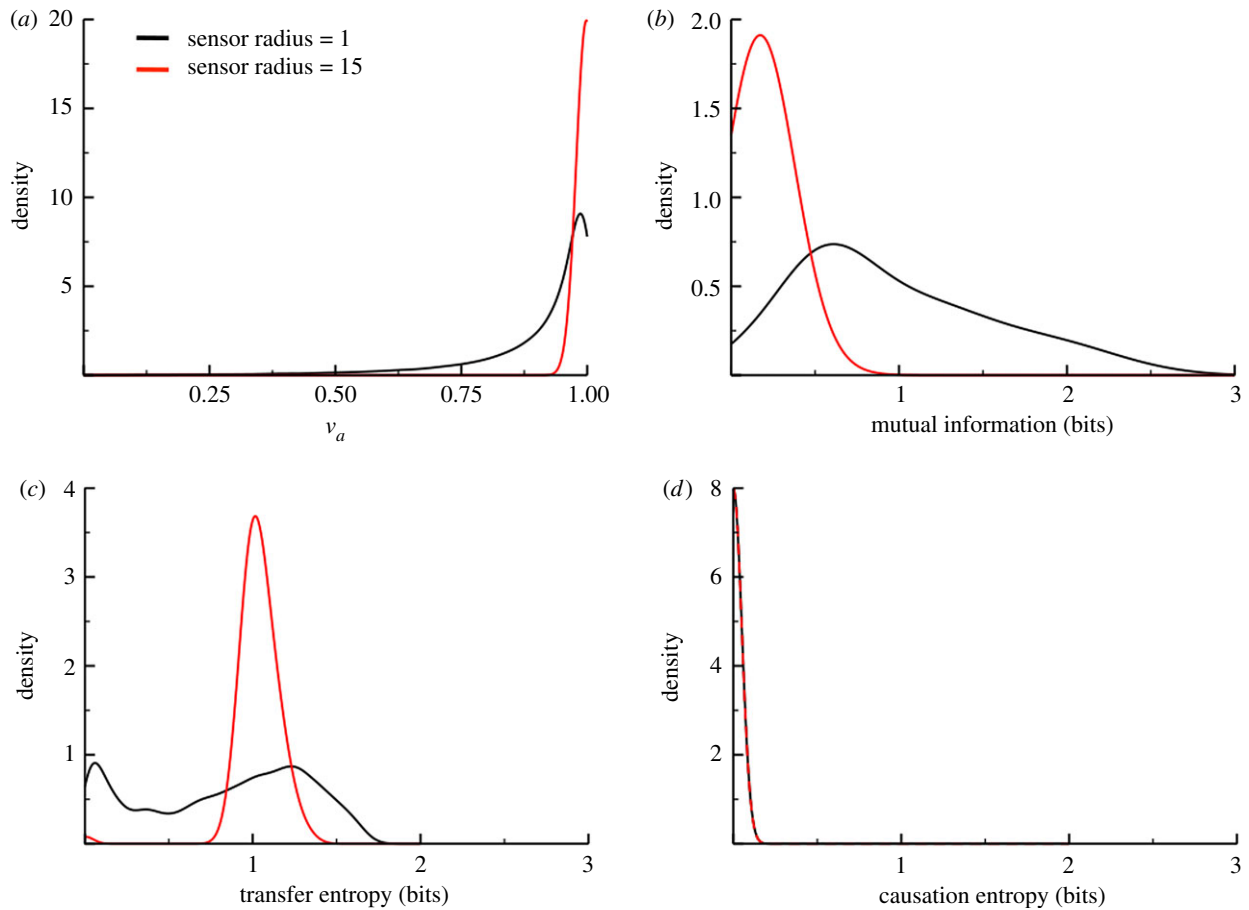 (a)
20
15
10
5
density
sensor radius = 1
sensor radius = 15
0.25 0.50 0.75 1.00
v_a
(b)
2.0
1.5
1.0
0.5
density
1 2 3
mutual information (bits)
(c)
4
3
2
1
density
1 2 3
transfer entropy (bits)
(d)
8
6
4
2
density
1 2 3
causation entropy (bits)